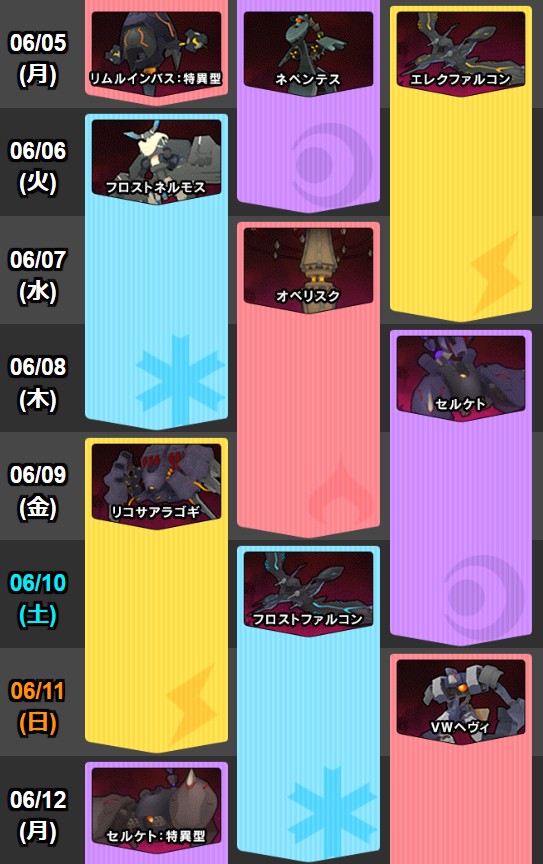 06/05
(月)
リムルインバス:特異型
ネペンテス
エレクファルコン
06/06
(火)
フロストネルモス
06/07
(水)
オベリスク
06/08
(木)
セルケト
06/09
(金)
リコサアラゴギ
06/10
(土)
フロストファルコン
06/11
(日)
VWヘヴィ
06/12
(月)
セルケト:特異型